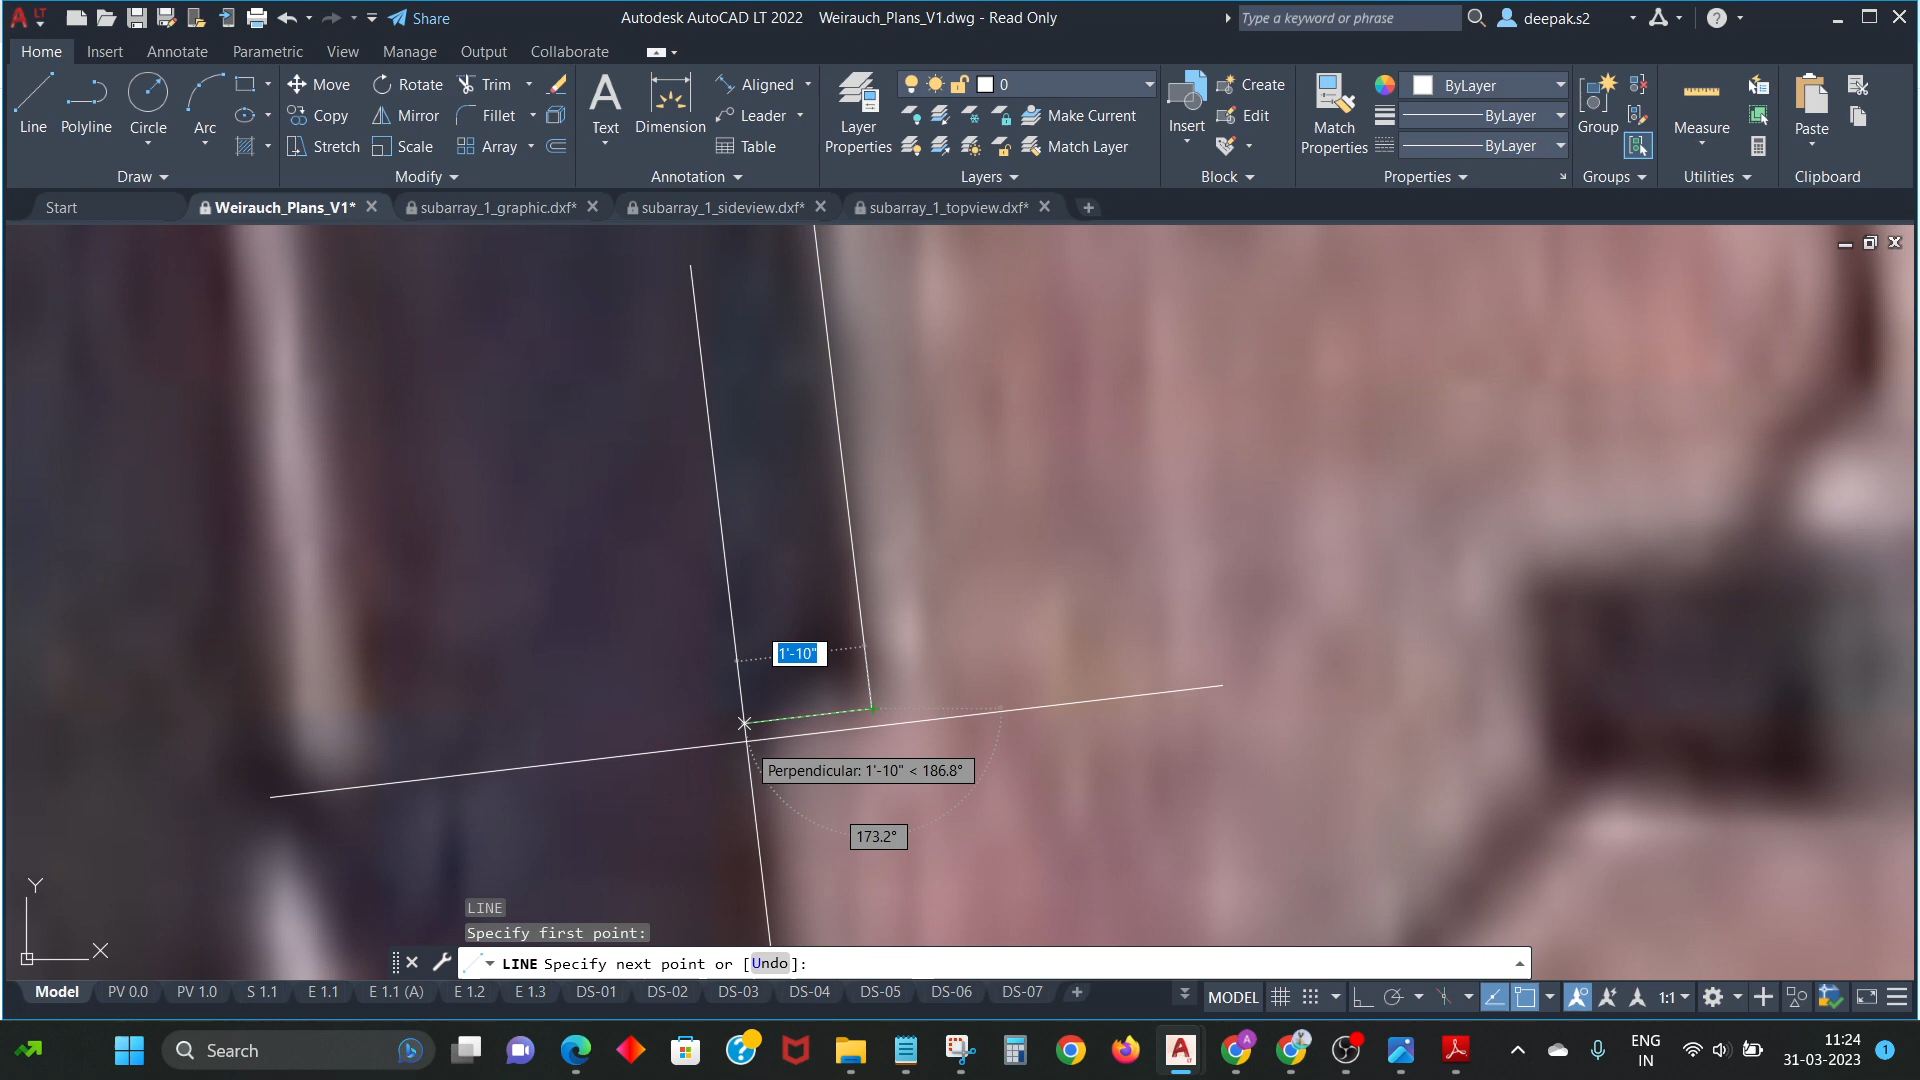 Share
Autodesk AutoCAD LT 2022 Weirauch_Plans_V1.dwg - Read Only
Type a keyword or phrase
deepak.s2
Home Insert Annotate Parametric View Manage Output Collaborate
Move Rotate Trim Aligned 0 Create ByLayer
Line Polyline Circle Arc Copy Mirror Fillet Text Dimension Leader Layer Properties Make Current Insert Edit Match Properties ByLayer Group Measure Paste
Stretch Scale Array Table Match Layer ByLayer
Draw Modify Annotation Layers Block Properties Groups Utilities Clipboard
Start Weirauch_Plans_V1* subarray_1_graphic.dxf* subarray_1_sideview.dxf* subarray_1_topview.dxf*
1'-10"
Perpendicular: 1'-10" < 186.8°
173.2°
Y
X
LINE
Specify first point:
LINE Specify next point or [Undo]:
Model PV 0.0 PV 1.0 S 1.1 E 1.1 E 1.1 (A) E 1.2 E 1.3 DS-01 DS-02 DS-03 DS-04 DS-05 DS-06 DS-07 MODEL 1:1
Search
ENG
IN
11:24
31-03-2023
1